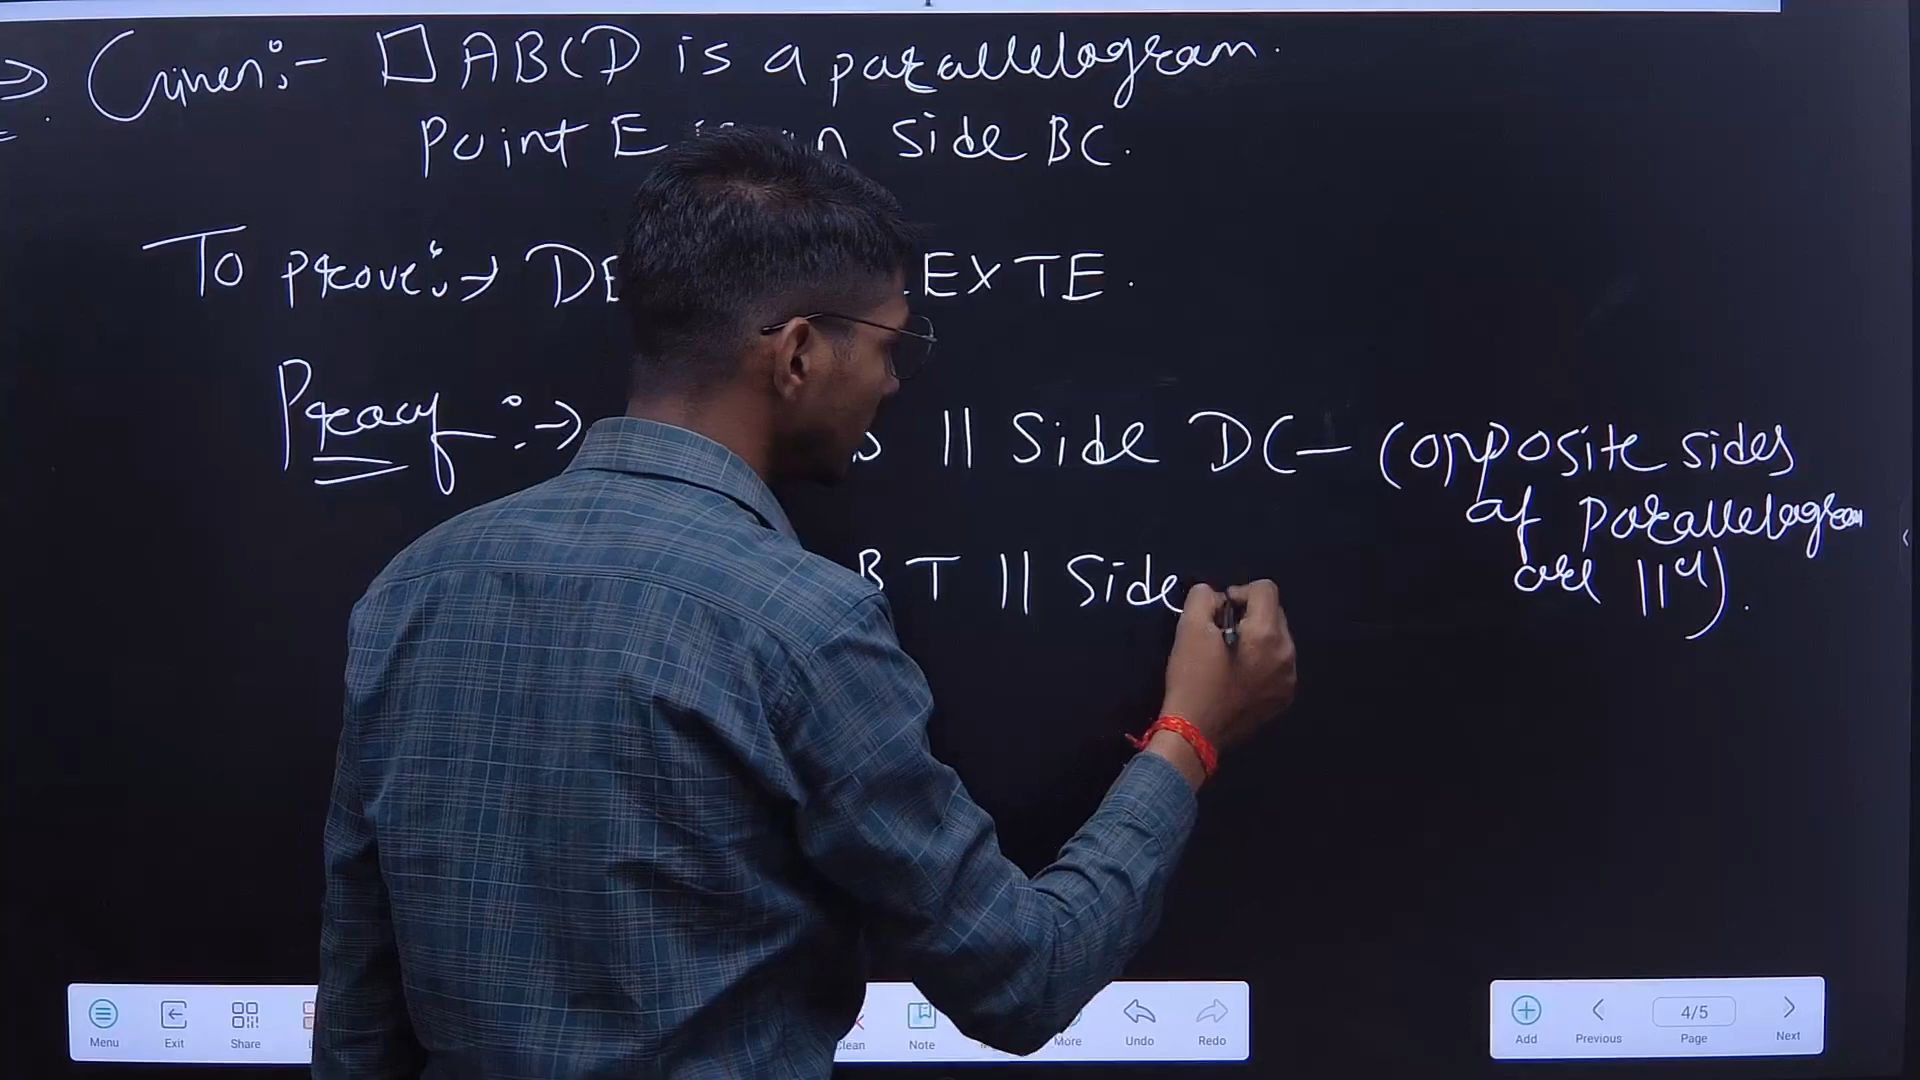 Given:- □ABCD is a parallelogram.
Point E side BC.
To prove:→ EXTE.
Proof :→ || Side DC - (opposite sides
of parallelogram
are ||el).
BT || Side
Menu Exit Share Clean Note More Undo Redo
Add Previous 4/5 Page Next